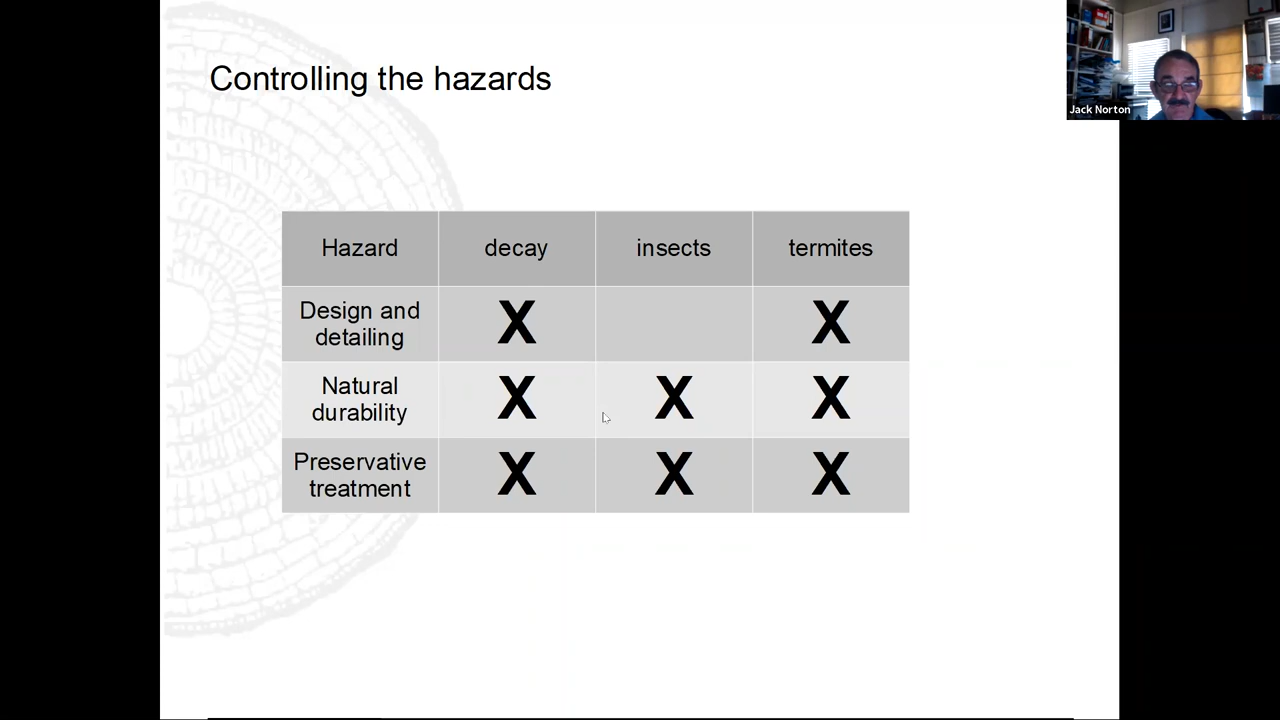 Controlling the hazards
Jack Norton
Hazard decay insects termites
Design and
detailing X X
Natural
durability X X X
Preservative
treatment X X X